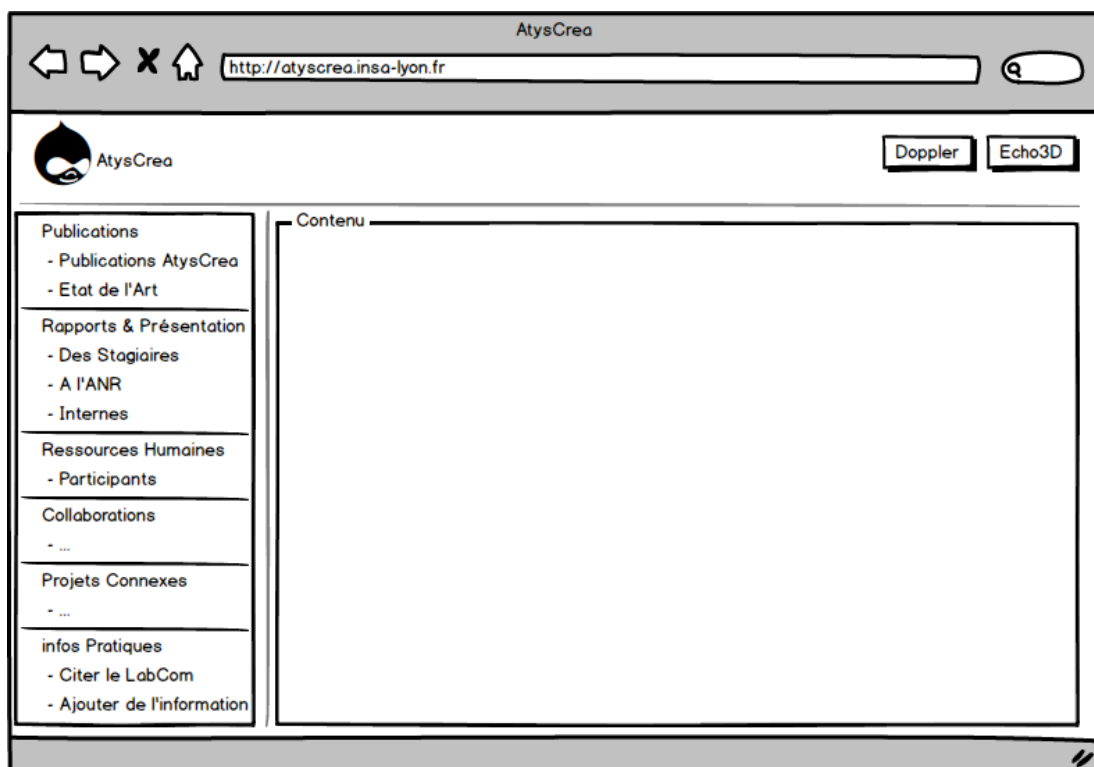 AtysCrea
http://atyscrea.insa-lyon.fr
AtysCrea
Doppler
Echo3D
Publications
- Publications AtysCrea
- Etat de l'Art
Rapports & Présentation
- Des Stagiaires
- A l'ANR
- Internes
Ressources Humaines
- Participants
Collaborations
- ...
Projets Connexes
- ...
infos Pratiques
- Citer le LabCom
- Ajouter de l'information
Contenu